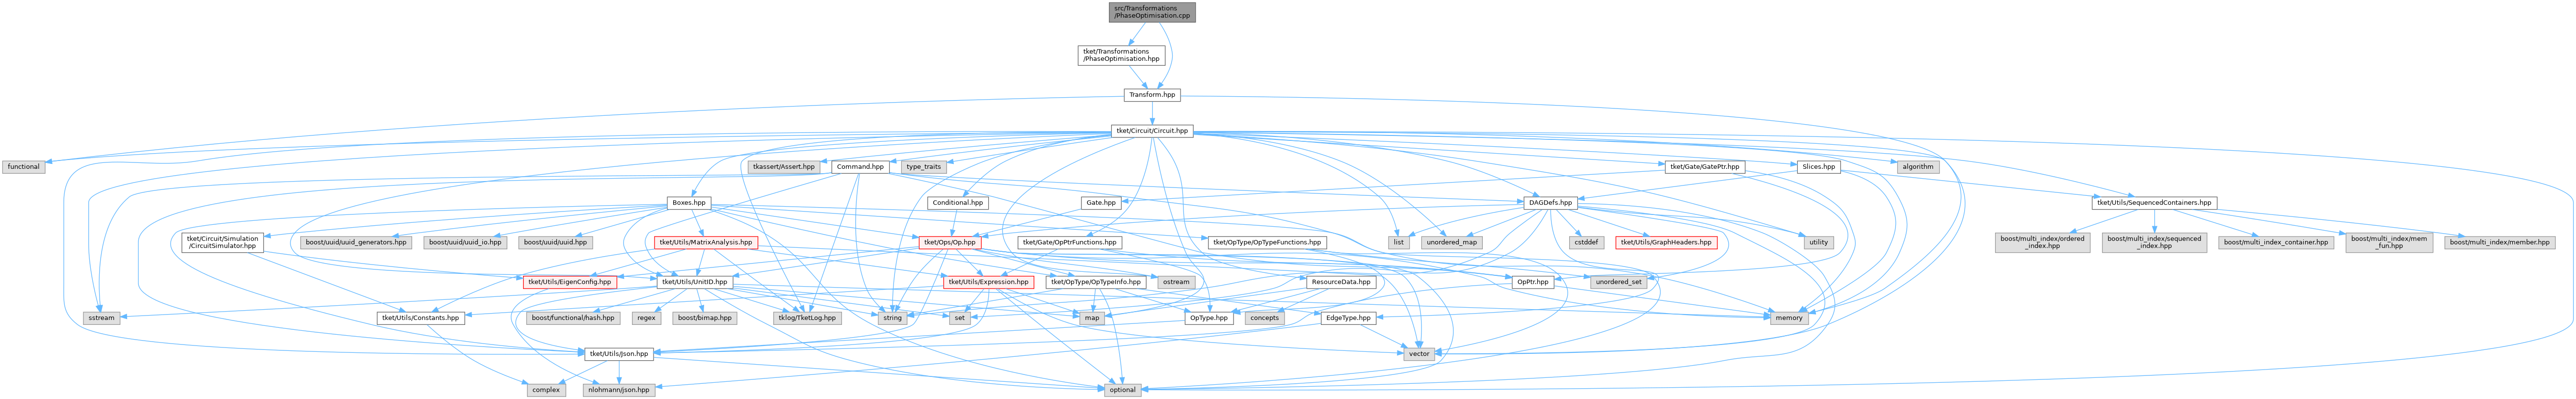 src/Transformations
/PhaseOptimisation.cpp
tket/Transformations
/PhaseOptimisation.hpp
Transform.hpp
tket/Circuit/Circuit.hpp
functional
tkassert/Assert.hpp
Command.hpp
type_traits
tket/Gate/GatePtr.hpp
Slices.hpp
algorithm
Boxes.hpp
Conditional.hpp
Gate.hpp
DAGDefs.hpp
tket/Utils/SequencedContainers.hpp
tket/Circuit/Simulation
/CircuitSimulator.hpp
boost/uuid/uuid_generators.hpp
boost/uuid/uuid_io.hpp
boost/uuid/uuid.hpp
tket/Utils/MatrixAnalysis.hpp
tket/Ops/Op.hpp
tket/Gate/OpPtrFunctions.hpp
tket/OpType/OpTypeFunctions.hpp
list
unordered_map
cstddef
tket/Utils/GraphHeaders.hpp
utility
boost/multi_index/ordered
_index.hpp
boost/multi_index/sequenced
_index.hpp
boost/multi_index_container.hpp
boost/multi_index/mem
_fun.hpp
boost/multi_index/member.hpp
tket/Utils/EigenConfig.hpp
tket/Utils/UnitID.hpp
tket/Utils/Expression.hpp
tket/OpType/OpTypeInfo.hpp
ostream
ResourceData.hpp
OpPtr.hpp
unordered_set
sstream
tket/Utils/Constants.hpp
boost/functional/hash.hpp
regex
boost/bimap.hpp
tklog/TketLog.hpp
string
set
map
OpType.hpp
concepts
EdgeType.hpp
memory
tket/Utils/Json.hpp
vector
complex
nlohmann/json.hpp
optional